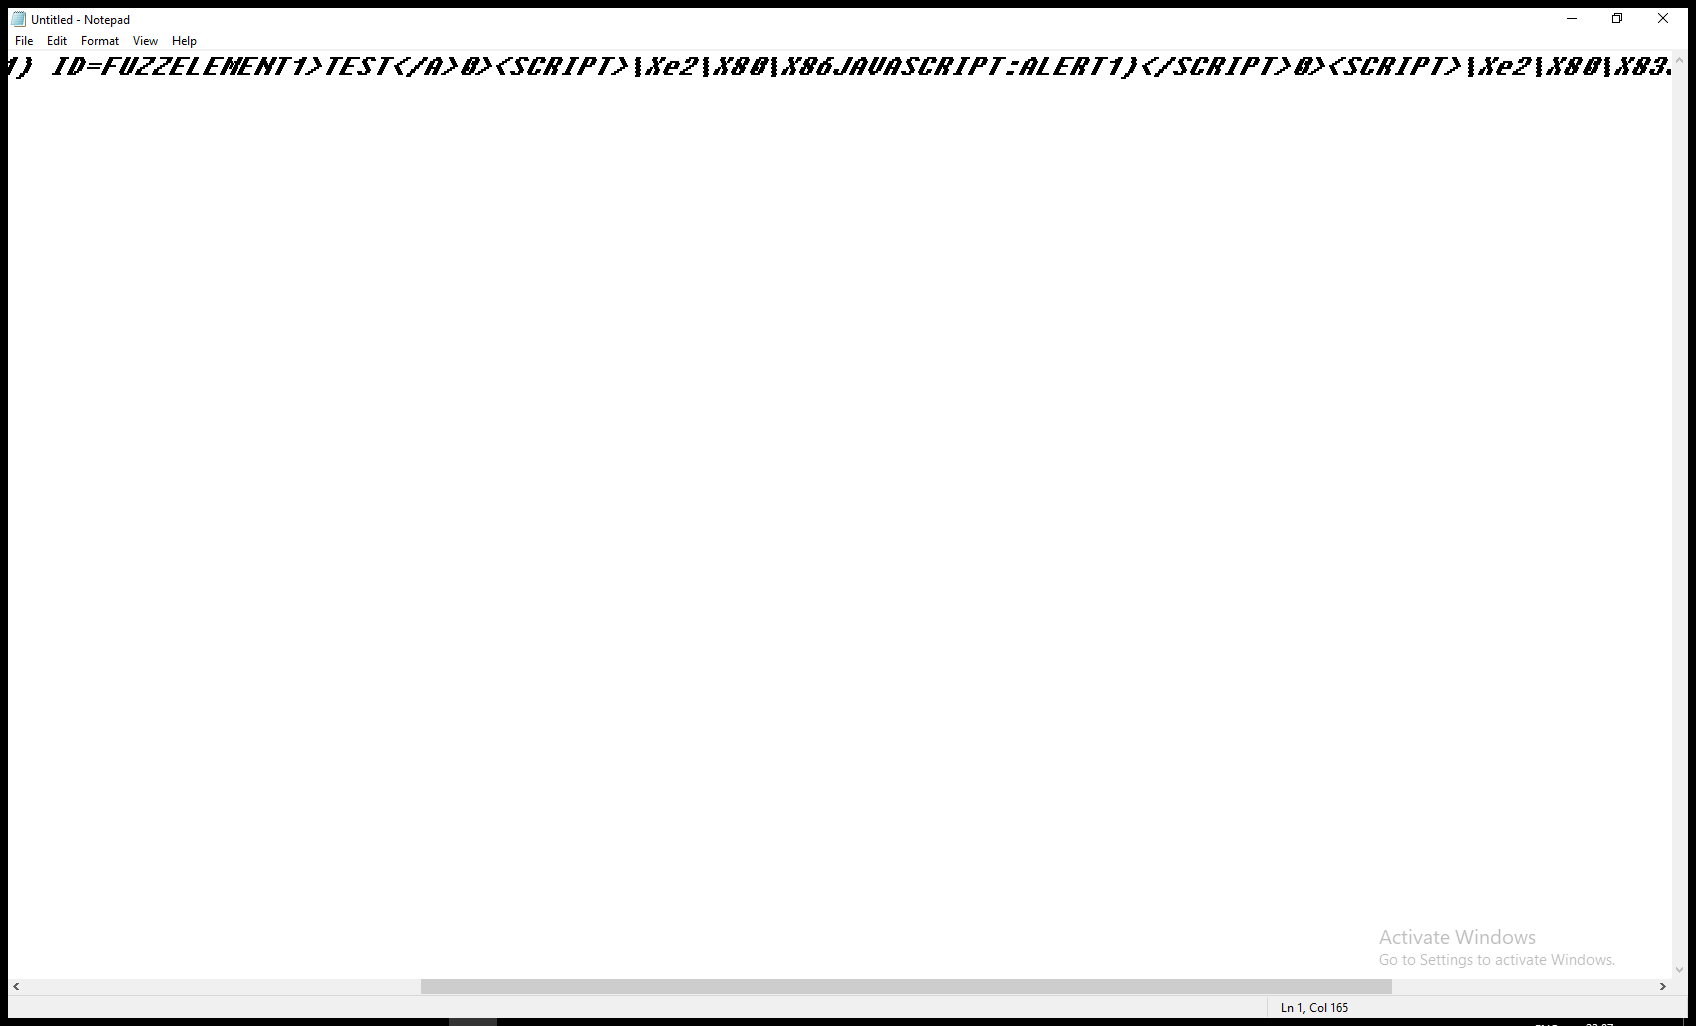 Untitled - Notepad
File Edit Format View Help
1) ID=FUZZELEMENT1>TEST</A>0><SCRIPT>\Xe2\X80\X86JAVASCRIPT:ALERT1)</SCRIPT>0><SCRIPT>\Xe2\X80\X83
Activate Windows
Go to Settings to activate Windows.
Ln 1, Col 165